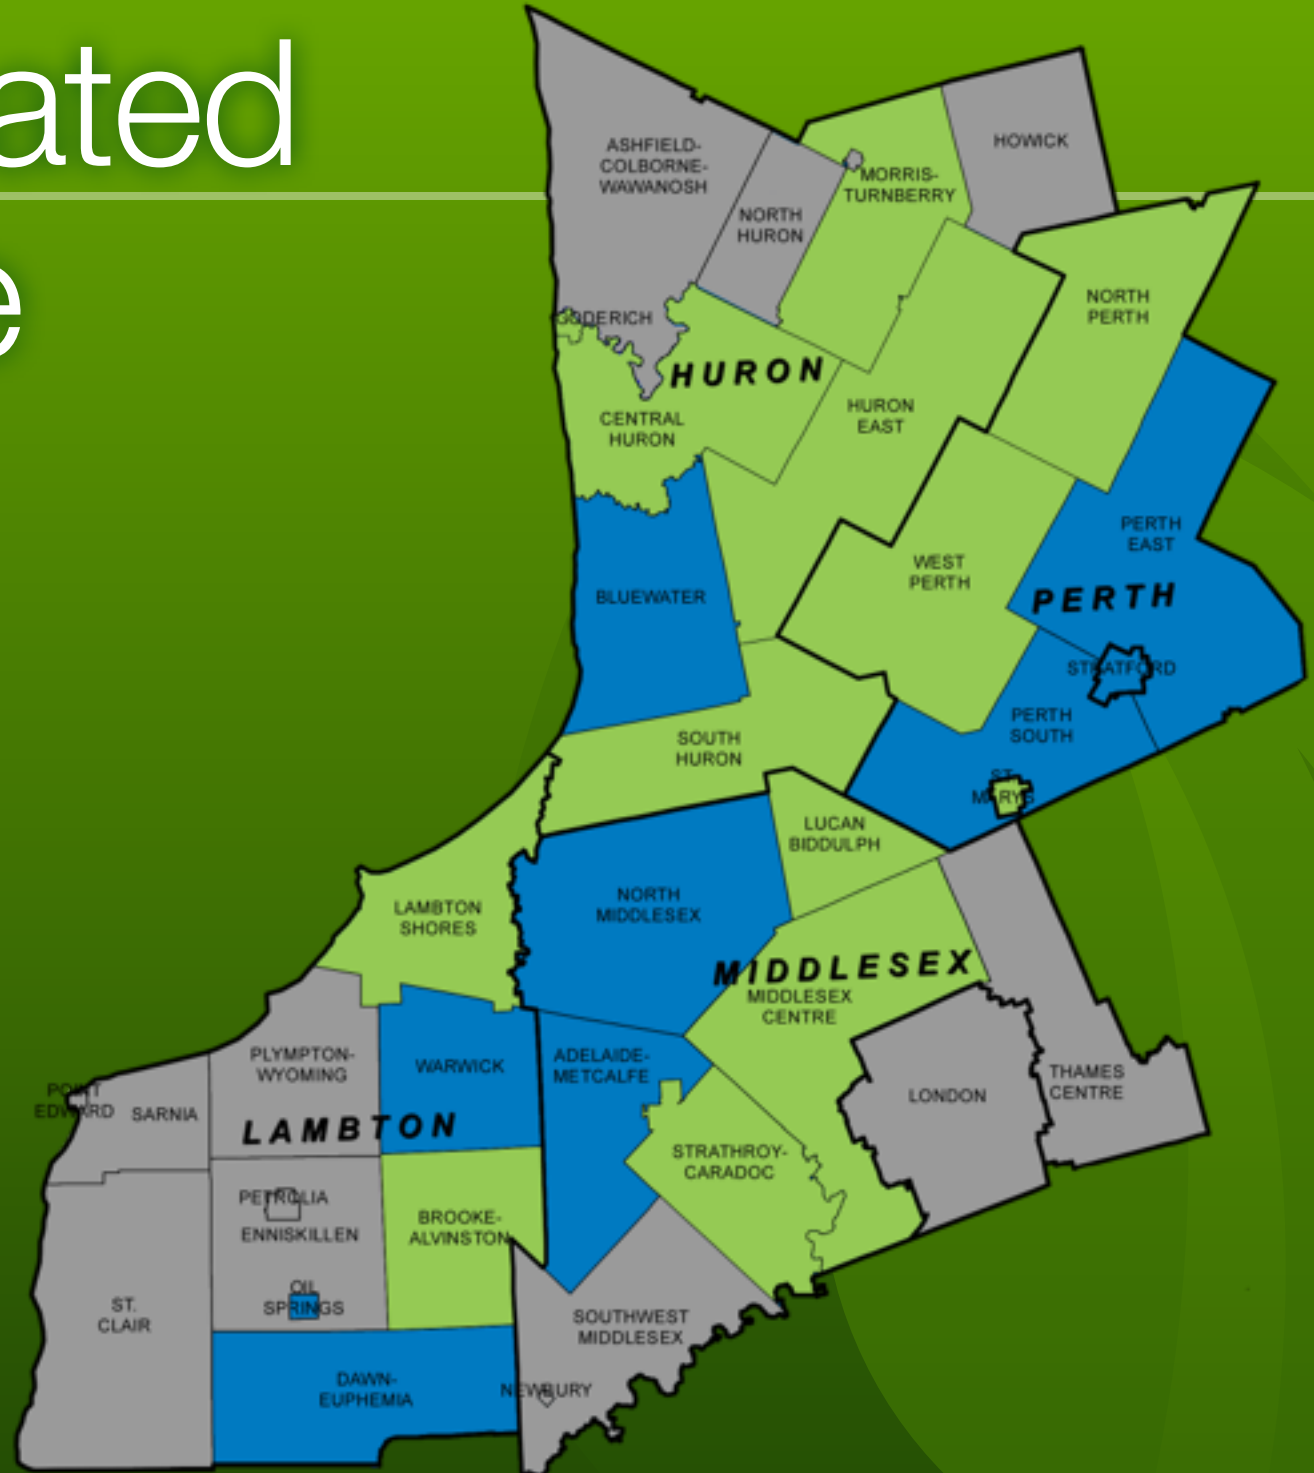 ated
e
ASHFIELD-
COLBORNE-
WAWANOSH
HOWICK
MORRIS-
TURNBERRY
NORTH
HURON
NORTH
PERTH
GODERICH
HURON
CENTRAL
HURON
HURON
EAST
PERTH
EAST
WEST
PERTH
BLUEWATER
PERTH
STRATFORD
PERTH
SOUTH
SOUTH
HURON
ST.
MARYS
LUCAN
BIDDULPH
NORTH
MIDDLESEX
LAMBTON
SHORES
MIDDLESEX
MIDDLESEX
CENTRE
PLYMPTON-
WYOMING
WARWICK
ADELAIDE-
METCALFE
POINT
EDWARD
SARNIA
LAMBTON
LONDON
THAMES
CENTRE
STRATHROY-
CARADOC
PETROLIA
ENNISKILLEN
BROOKE-
ALVINSTON
OIL
SPRINGS
ST.
CLAIR
SOUTHWEST
MIDDLESEX
DAWN-
EUPHEMIA
NEWBURY